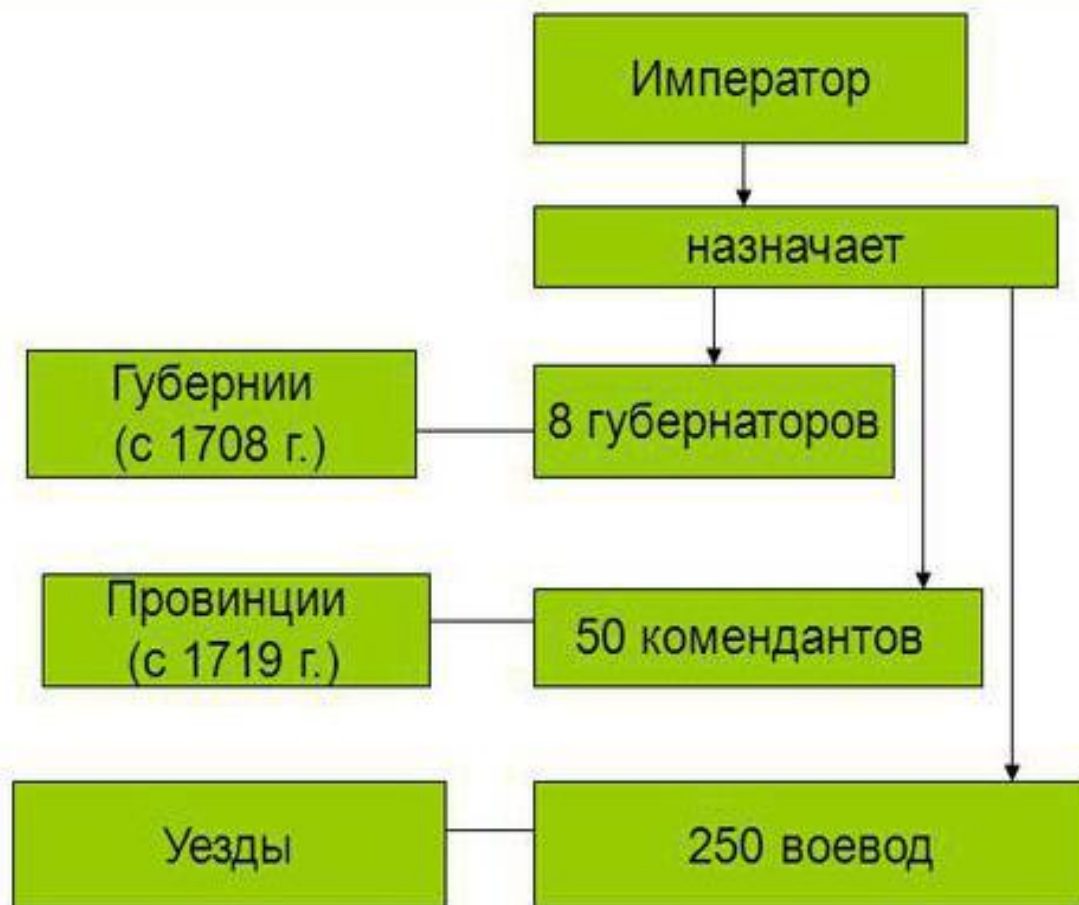 Император
назначает
Губернии
(с 1708 г.)
8 губернаторов
Провинции
(с 1719 г.)
50 комендантов
Уезды
250 воевод